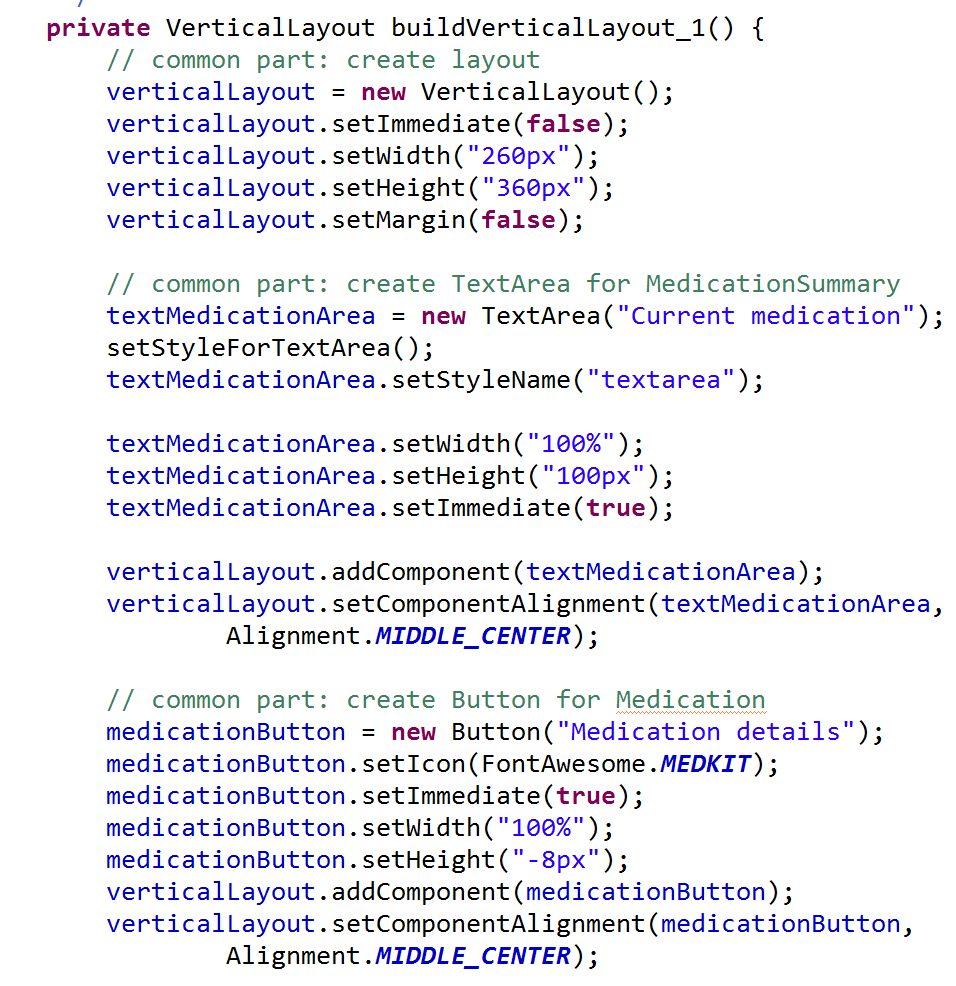 private VerticalLayout buildVerticalLayout_1() {
// common part: create layout
verticalLayout = new VerticalLayout();
verticalLayout.setImmediate(false);
verticalLayout.setWidth("260px");
verticalLayout.setHeight("360px");
verticalLayout.setMargin(false);
// common part: create TextArea for MedicationSummary
textMedicationArea = new TextArea("Current medication");
setStyleForTextArea();
textMedicationArea.setStyleName("textarea");
textMedicationArea.setWidth("100%");
textMedicationArea.setHeight("100px");
textMedicationArea.setImmediate(true);
verticalLayout.addComponent(textMedicationArea);
verticalLayout.setComponentAlignment(textMedicationArea,
Alignment.MIDDLE_CENTER);
// common part: create Button for Medication
medicationButton = new Button("Medication details");
medicationButton.setIcon(FontAwesome.MEDKIT);
medicationButton.setImmediate(true);
medicationButton.setWidth("100%");
medicationButton.setHeight("-8px");
verticalLayout.addComponent(medicationButton);
verticalLayout.setComponentAlignment(medicationButton,
Alignment.MIDDLE_CENTER);